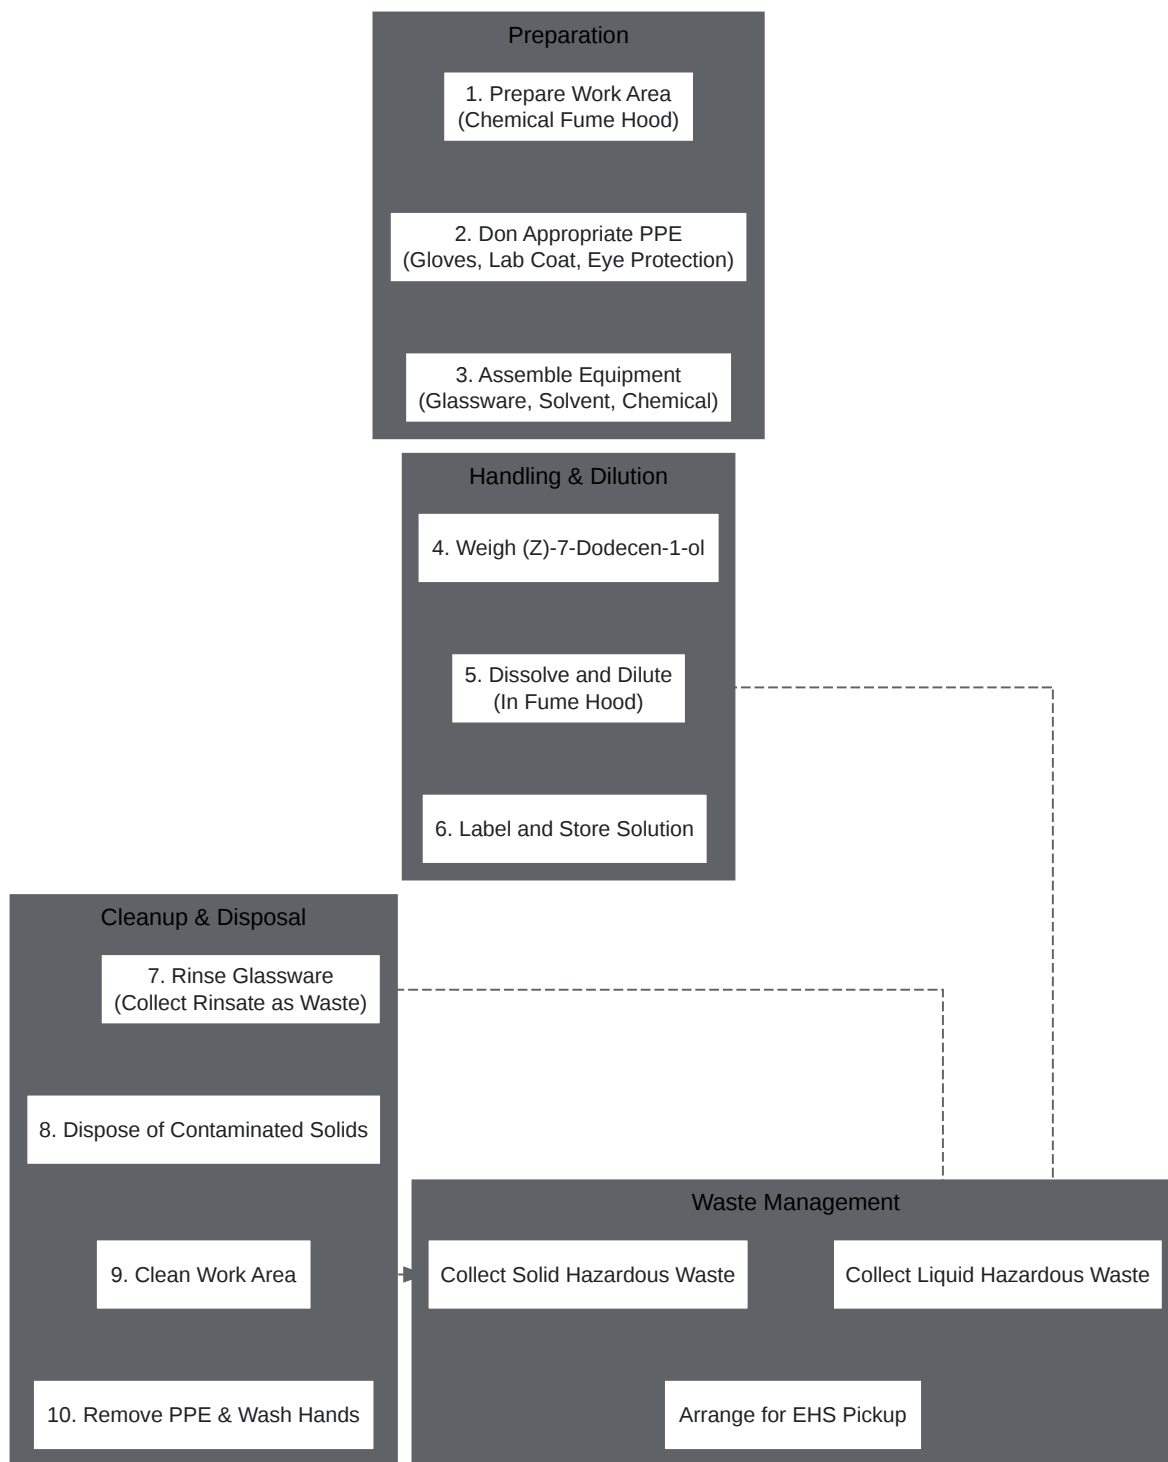 Preparation
1. Prepare Work Area
(Chemical Fume Hood)
2. Don Appropriate PPE
(Gloves, Lab Coat, Eye Protection)
3. Assemble Equipment
(Glassware, Solvent, Chemical)
Handling & Dilution
4. Weigh (Z)-7-Dodecen-1-ol
5. Dissolve and Dilute
(In Fume Hood)
6. Label and Store Solution
Cleanup & Disposal
7. Rinse Glassware
(Collect Rinsate as Waste)
8. Dispose of Contaminated Solids
9. Clean Work Area
10. Remove PPE & Wash Hands
Waste Management
Collect Solid Hazardous Waste
Collect Liquid Hazardous Waste
Arrange for EHS Pickup